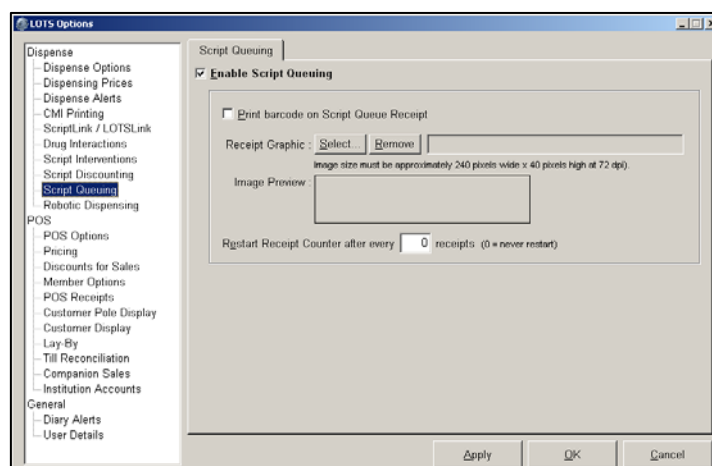 LOTS Options
Dispense
Dispense Options
Dispensing Prices
Dispense Alerts
CMI Printing
ScriptLink / LOTSLink
Drug Interactions
Script Interventions
Script Discounting
Script Queuing
Robotic Dispensing
POS
POS Options
Pricing
Discounts for Sales
Member Options
POS Receipts
Customer Pole Display
Customer Display
Lay-By
Till Reconciliation
Companion Sales
Institution Accounts
General
Diary Alerts
User Details
Script Queuing
Enable Script Queuing
Print barcode on Script Queue Receipt
Receipt Graphic : Select... Remove
Image size must be approximately 240 pixels wide x 40 pixels high at 72 dpi).
Image Preview :
Restart Receipt Counter after every 0 receipts (0 = never restart)
Apply OK Cancel